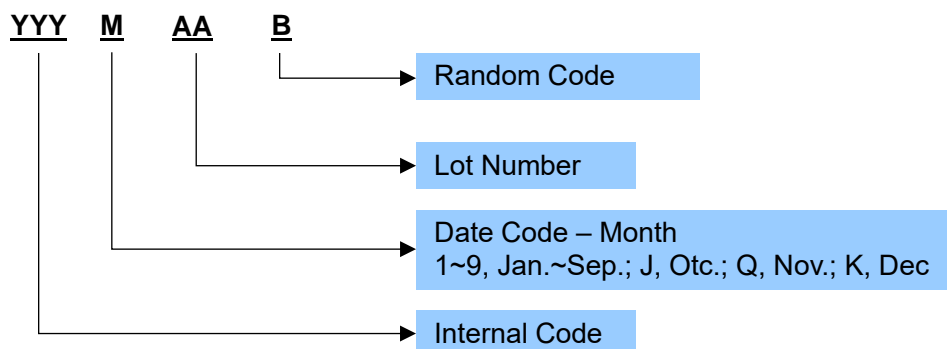 YYY M AA B
Random Code
Lot Number
Date Code – Month
1~9, Jan.~Sep.; J, Otc.; Q, Nov.; K, Dec
Internal Code